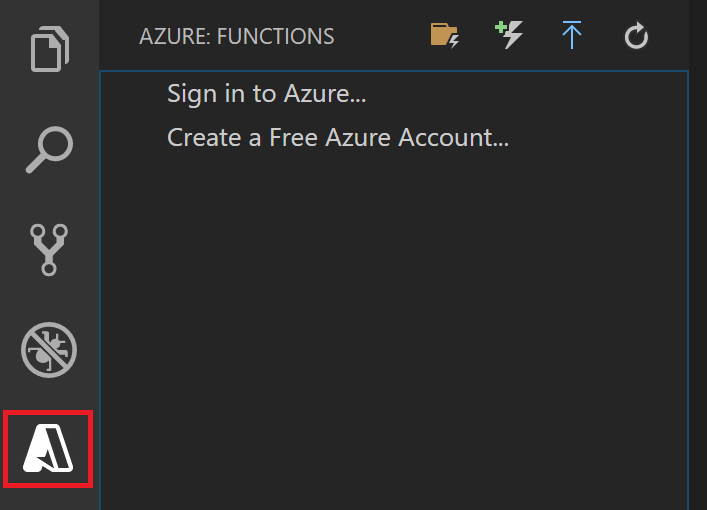 AZURE: FUNCTIONS
Sign in to Azure...
Create a Free Azure Account...